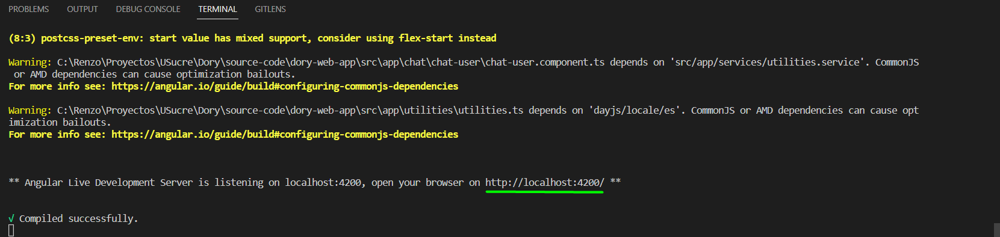 PROBLEMS OUTPUT DEBUG CONSOLE TERMINAL GITLENS
(8:3) postcss-preset-env: start value has mixed support, consider using flex-start instead
Warning: C:\Renzo\Proyectos\USucre\Dory\source-code\dory-web-app\src\app\chat\chat-user\chat-user.component.ts depends on 'src/app/services/utilities.service'. CommonJS
or AMD dependencies can cause optimization bailouts.
For more info see: https://angular.io/guide/build#configuring-commonjs-dependencies
Warning: C:\Renzo\Proyectos\USucre\Dory\source-code\dory-web-app\src\app\utilities\utilities.ts depends on 'dayjs/locale/es'. CommonJS or AMD dependencies can cause opt
imization bailouts.
For more info see: https://angular.io/guide/build#configuring-commonjs-dependencies
** Angular Live Development Server is listening on localhost:4200, open your browser on http://localhost:4200/ **
√ Compiled successfully.